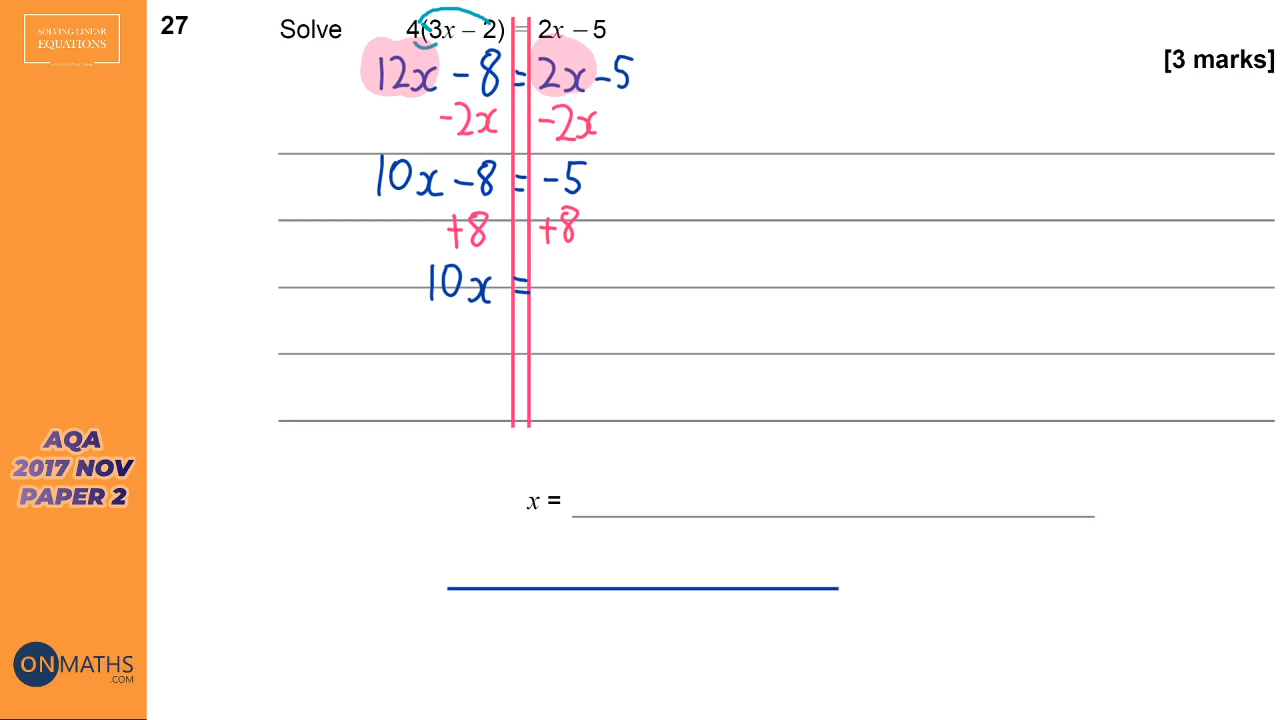 SOLVING LINEAR
EQUATIONS
27
Solve 4(3x – 2) = 2x – 5
[3 marks]
12x – 8 = 2x – 5
–2x –2x
10x – 8 = –5
+8 +8
10x =
x =
AQA
2017 NOV
PAPER 2
ONMATHS
.COM